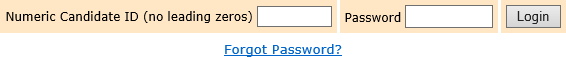 Numeric Candidate ID (no leading zeros) Password Login
Forgot Password?